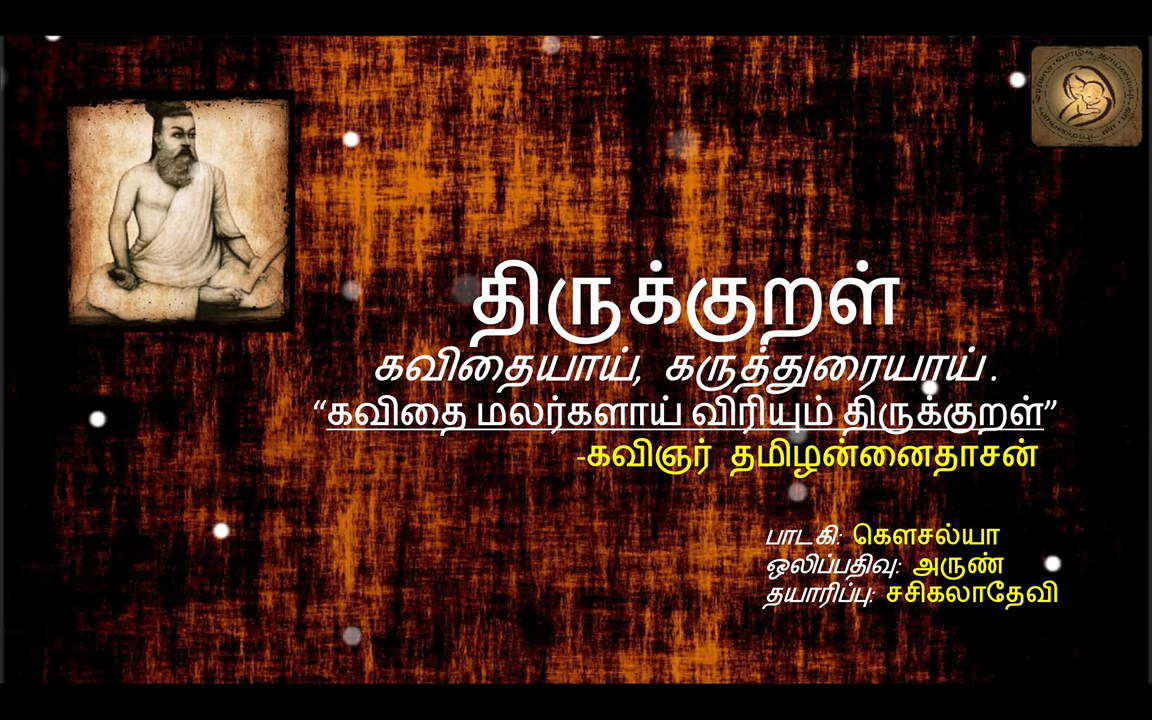 திருக்குறள்
கவிதையாய், கருத்துரையாய் .
“கவிதை மலர்களாய் விரியும் திருக்குறள்”
-கவிஞர் தமிழன்னைதாசன்
பாடகி: கௌசல்யா
ஒலிப்பதிவு: அருண்
தயாரிப்பு: சசிகலாதேவி